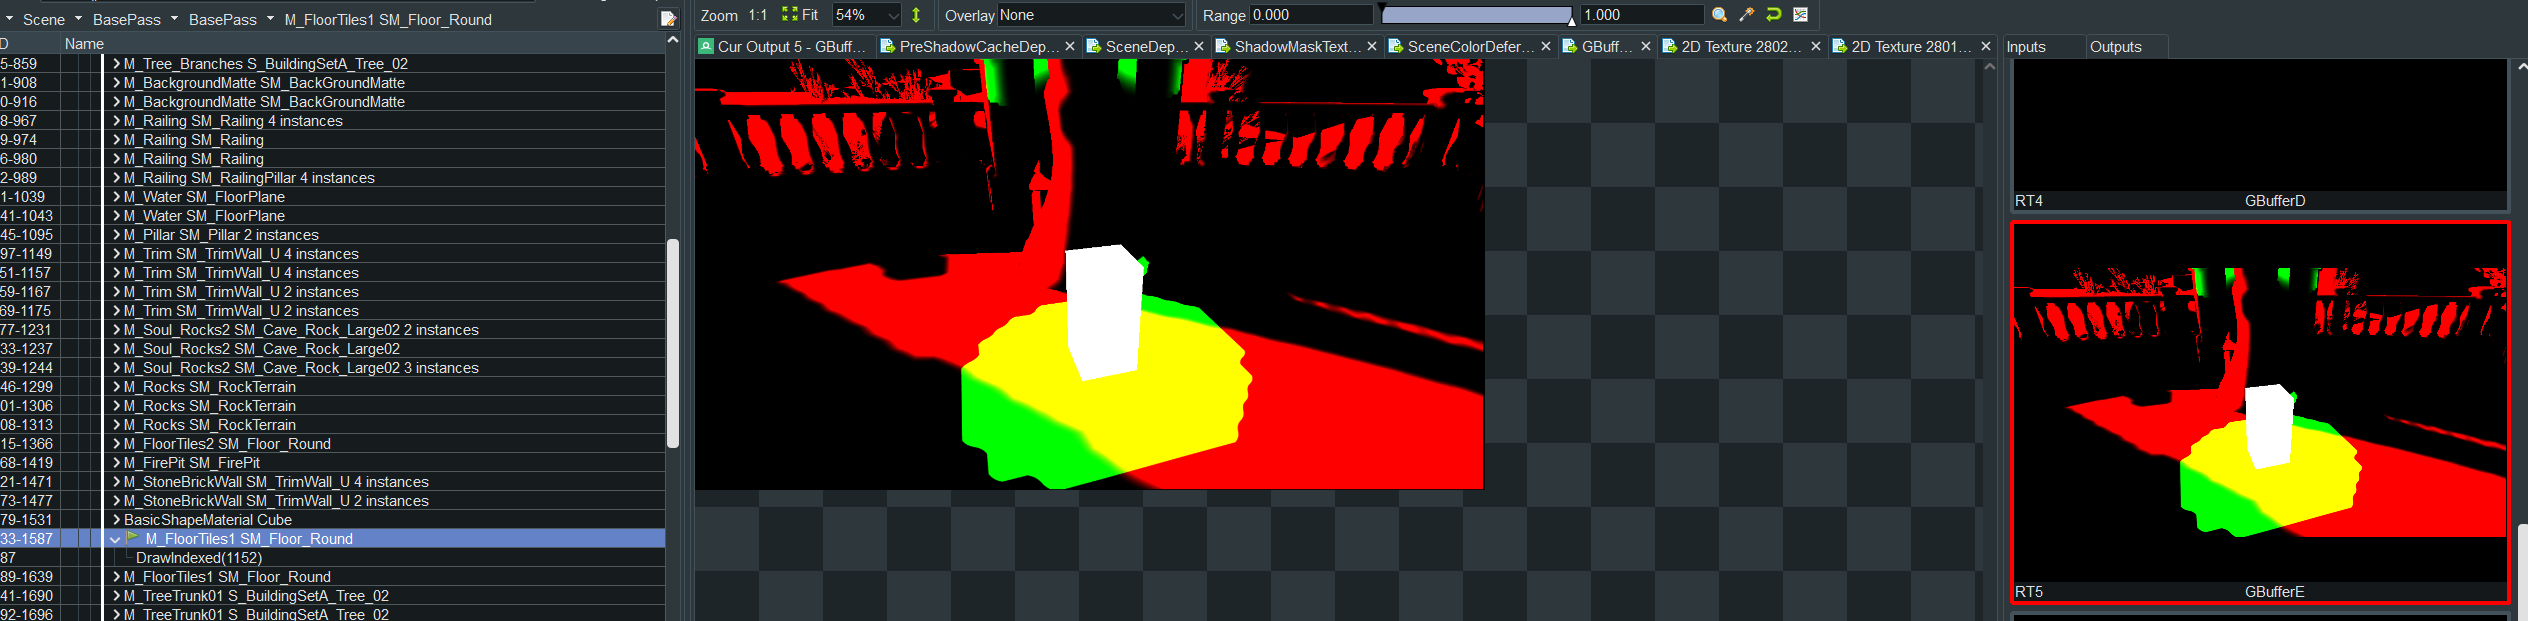 Scene BasePass BasePass M_FloorTiles1 SM_Floor_Round
D Name
5-859 M_Tree_Branches S_BuildingSetA_Tree_02
1-908 M_BackgroundMatte SM_BackGroundMatte
0-916 M_BackgroundMatte SM_BackGroundMatte
8-967 M_Railing SM_Railing 4 instances
9-974 M_Railing SM_Railing
6-980 M_Railing SM_Railing
2-989 M_Railing SM_RailingPillar 4 instances
1-1039 M_Water SM_FloorPlane
41-1043 M_Water SM_FloorPlane
45-1095 M_Pillar SM_Pillar 2 instances
97-1149 M_Trim SM_TrimWall_U 4 instances
51-1157 M_Trim SM_TrimWall_U 4 instances
59-1167 M_Trim SM_TrimWall_U 2 instances
69-1175 M_Trim SM_TrimWall_U 2 instances
77-1231 M_Soul_Rocks2 SM_Cave_Rock_Large02 2 instances
33-1237 M_Soul_Rocks2 SM_Cave_Rock_Large02
39-1244 M_Soul_Rocks2 SM_Cave_Rock_Large02 3 instances
46-1299 M_Rocks SM_RockTerrain
01-1306 M_Rocks SM_RockTerrain
08-1313 M_Rocks SM_RockTerrain
15-1366 M_FloorTiles2 SM_Floor_Round
68-1419 M_FirePit SM_FirePit
21-1471 M_StoneBrickWall SM_TrimWall_U 4 instances
73-1477 M_StoneBrickWall SM_TrimWall_U 2 instances
79-1531 BasicShapeMaterial Cube
33-1587 M_FloorTiles1 SM_Floor_Round
87 DrawIndexed(1152)
89-1639 M_FloorTiles1 SM_Floor_Round
41-1690 M_TreeTrunk01 S_BuildingSetA_Tree_02
92-1696 M_TreeTrunk01 S_BuildingSetA_Tree_02
Zoom 1:1 Fit 54% Overlay None Range 0.000 1.000
Cur Output 5 - GBuff... PreShadowCacheDep... SceneDep... ShadowMaskText... SceneColorDefer... GBuff... 2D Texture 2802... 2D Texture 2801...
Inputs Outputs
RT4 GBufferD
RT5 GBufferE